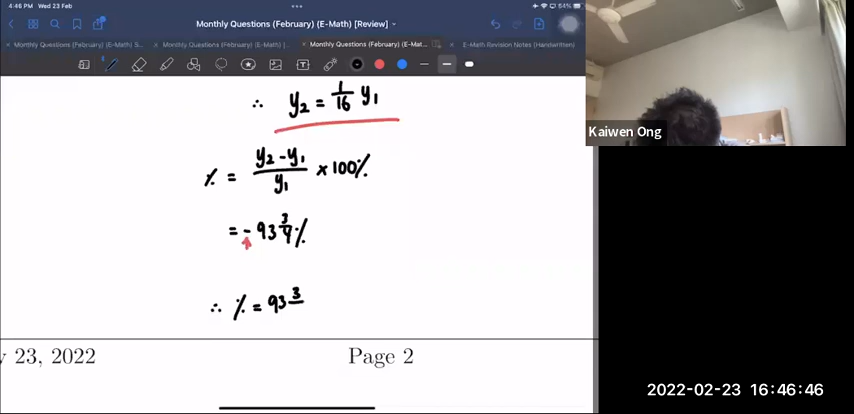 4:46 PM Wed 23 Feb
54%
Monthly Questions (February) (E-Math) [Review]
Monthly Questions (February) (E-Math) S...
Monthly Questions (February) (E-Math) [...
Monthly Questions (February) (E-Mat...
E-Math Revision Notes (Handwritten)
Kaiwen Ong
∴ y₂ = 1/16 y₁
% = (y₂ - y₁)/y₁ × 100%
= -93 3/4 %
∴ % = 93 3
y 23, 2022
Page 2
2022-02-23 16:46:46